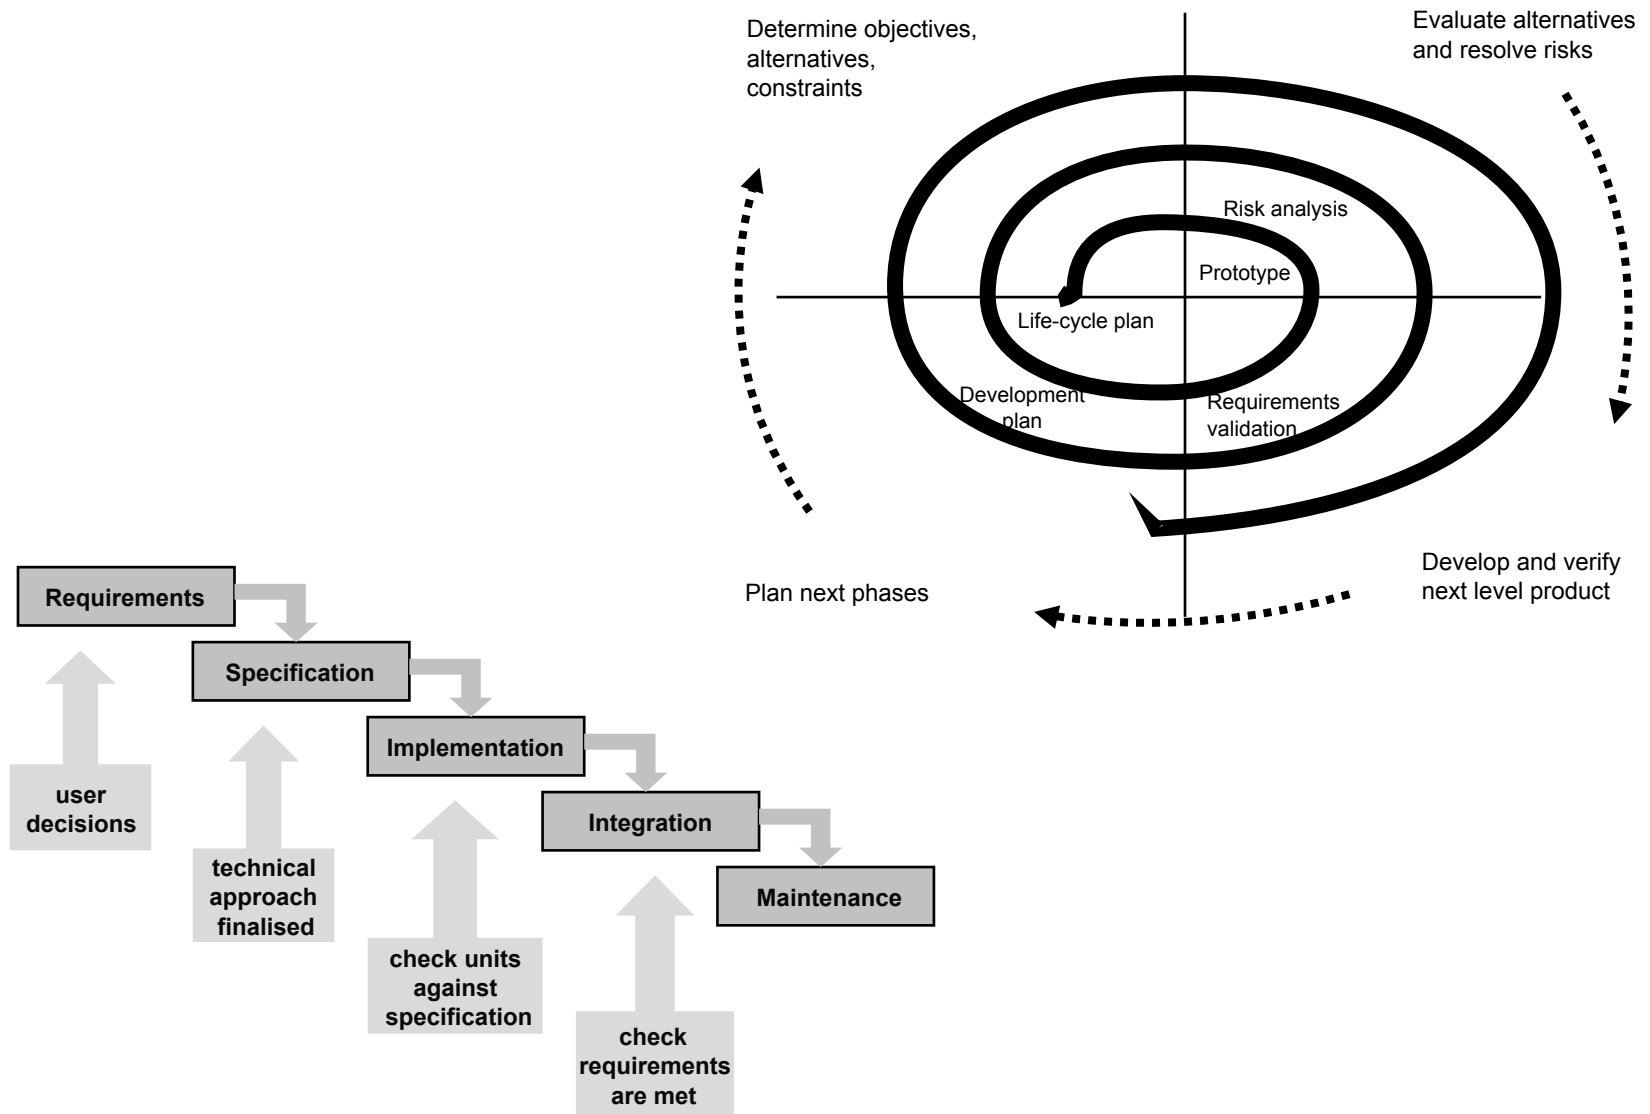 Determine objectives,
alternatives,
constraints
Evaluate alternatives
and resolve risks
Risk analysis
Prototype
Life-cycle plan
Development
plan
Requirements
validation
Plan next phases
Develop and verify
next level product
Requirements
Specification
Implementation
Integration
Maintenance
user
decisions
technical
approach
finalised
check units
against
specification
check
requirements
are met